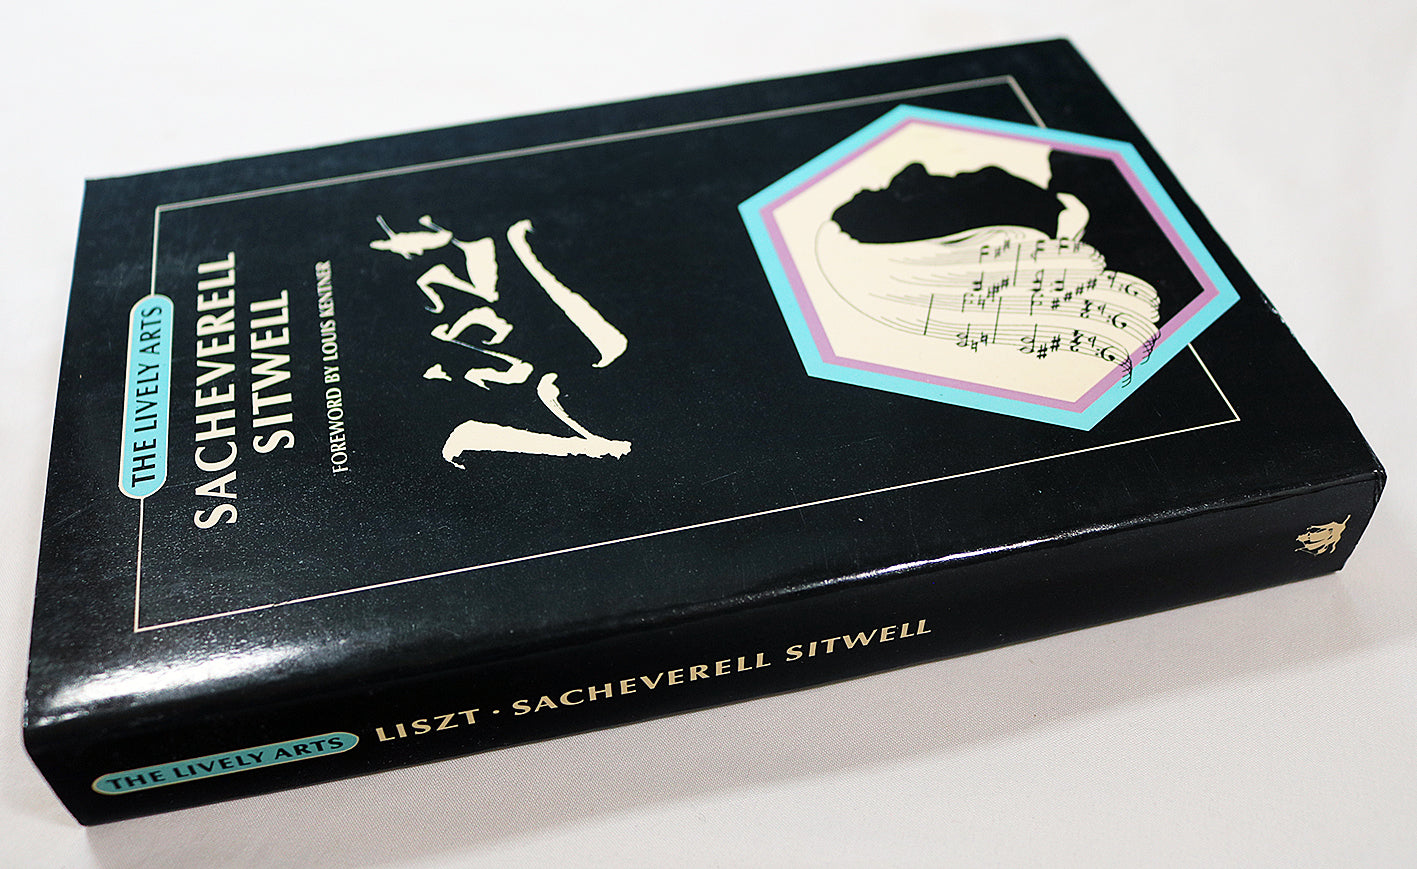 THE LIVELY ARTS
SACHEVERELL
SITWELL
FOREWORD BY LOUIS KENTNER
Liszt
THE LIVELY ARTS LISZT · SACHEVERELL SITWELL